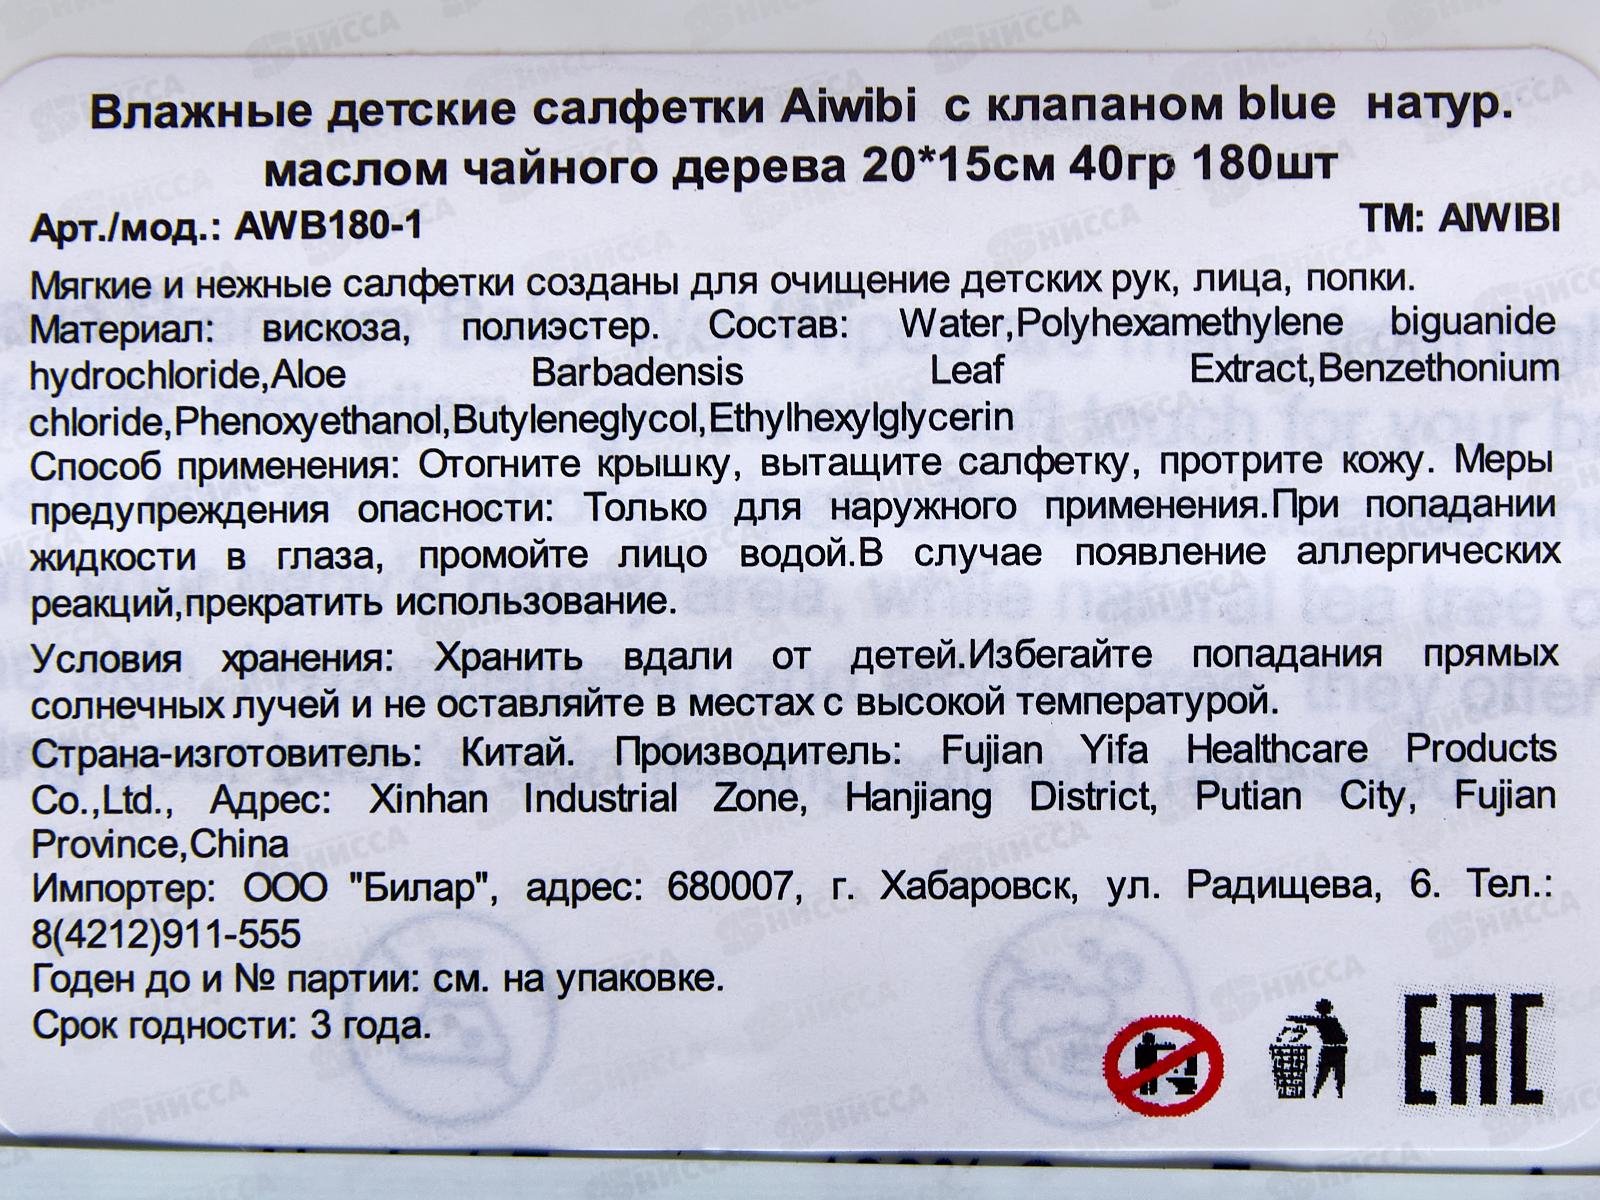 Влажные детские салфетки Aiwibi с клапаном blue натур.
маслом чайного дерева 20*15см 40гр 180шт
Арт./мод.: AWB180-1 ТМ: AIWIBI
Мягкие и нежные салфетки созданы для очищение детских рук, лица, попки.
Материал: вискоза, полиэстер. Состав: Water,Polyhexamethylene biguanide
hydrochloride,Aloe Barbadensis Leaf Extract,Benzethonium
chloride,Phenoxyethanol,Butyleneglycol,Ethylhexylglycerin
Способ применения: Отогните крышку, вытащите салфетку, протрите кожу. Меры
предупреждения опасности: Только для наружного применения.При попадании
жидкости в глаза, промойте лицо водой.В случае появление аллергических
реакций,прекратить использование.
Условия хранения: Хранить вдали от детей.Избегайте попадания прямых
солнечных лучей и не оставляйте в местах с высокой температурой.
Страна-изготовитель: Китай. Производитель: Fujian Yifa Healthcare Products
Co.,Ltd., Адрес: Xinhan Industrial Zone, Hanjiang District, Putian City, Fujian
Province,China
Импортер: ООО "Билар", адрес: 680007, г. Хабаровск, ул. Радищева, 6. Тел.:
8(4212)911-555
Годен до и № партии: см. на упаковке.
Срок годности: 3 года.
EAC